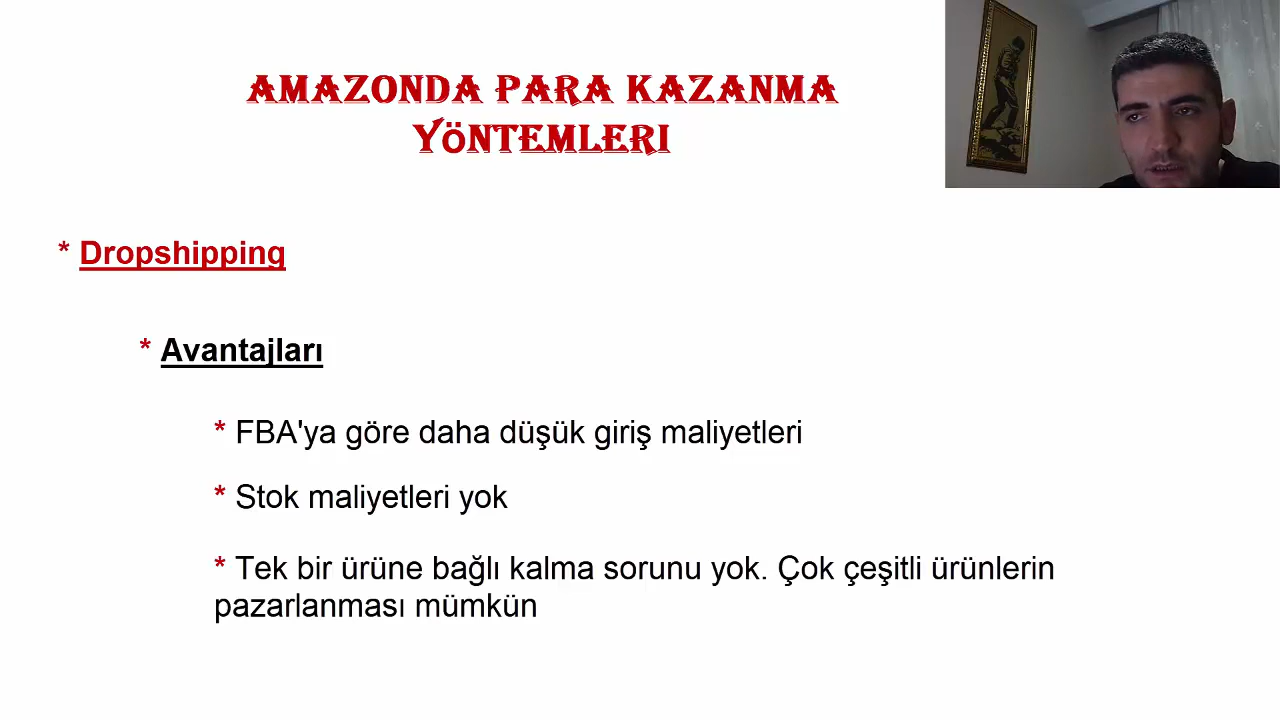 AMAZONDA PARA KAZANMA
YÖNTEMLERI
* Dropshipping
* Avantajları
* FBA'ya göre daha düşük giriş maliyetleri
* Stok maliyetleri yok
* Tek bir ürüne bağlı kalma sorunu yok. Çok çeşitli ürünlerin
pazarlanması mümkün